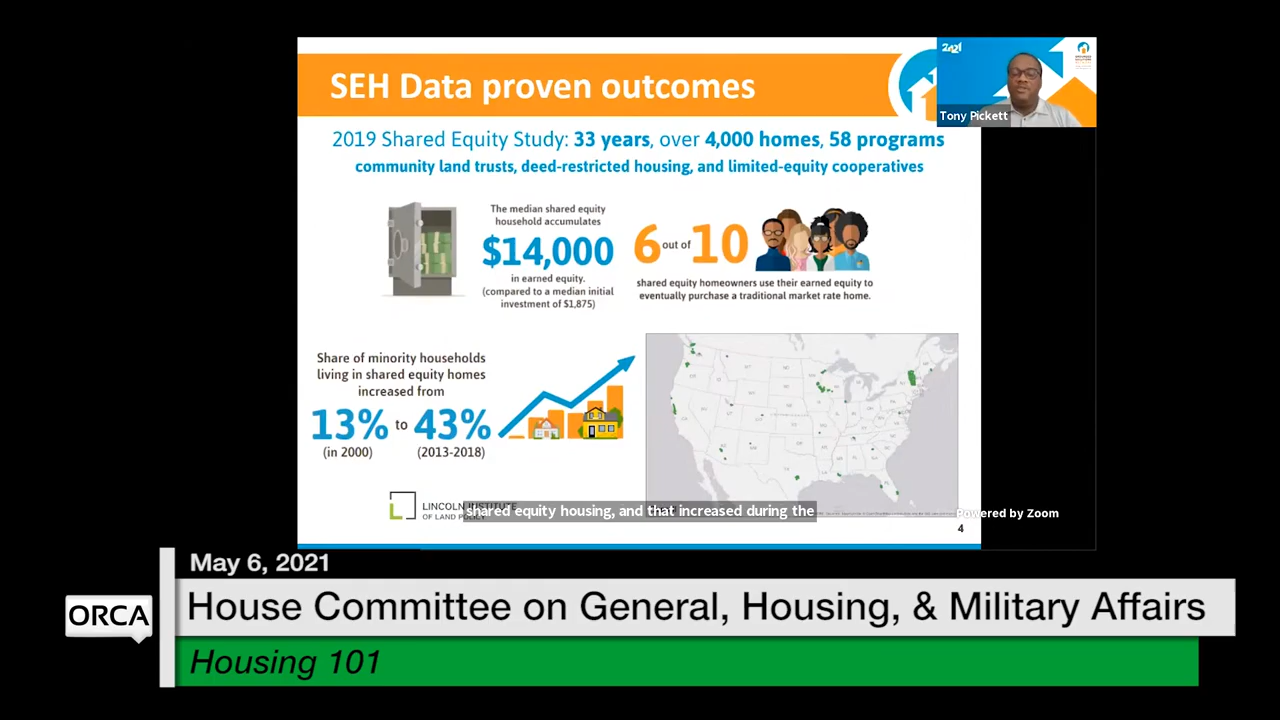 SEH Data proven outcomes
2021
Tony Pickett
2019 Shared Equity Study: 33 years, over 4,000 homes, 58 programs
community land trusts, deed-restricted housing, and limited-equity cooperatives
The median shared equity
household accumulates
$14,000
in earned equity.
(compared to a median initial
investment of $1,875)
6 out of 10
shared equity homeowners use their earned equity to
eventually purchase a traditional market rate home.
Share of minority households
living in shared equity homes
increased from
13% to 43%
(in 2000) (2013-2018)
LINCOLN INSTITUTE
OF LAND POLICY
shared equity housing, and that increased during the
Powered by Zoom
4
May 6, 2021
ORCA
House Committee on General, Housing, & Military Affairs
Housing 101